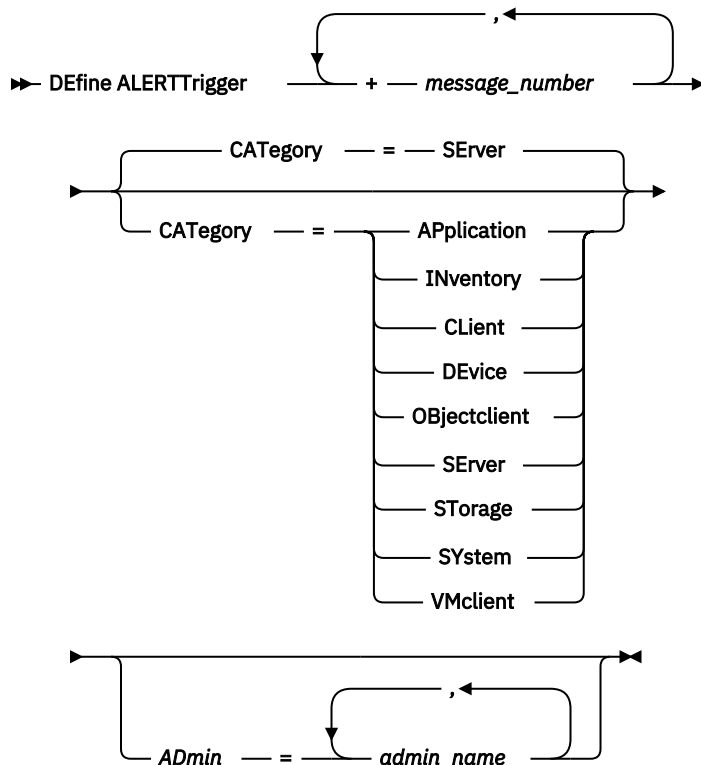 ,
DEfine ALERTTrigger + message_number
CATegory = SErver
CATegory = APplication
INventory
CLient
DEvice
OBjectclient
SErver
STorage
SYstem
VMclient
,
ADmin = admin_name